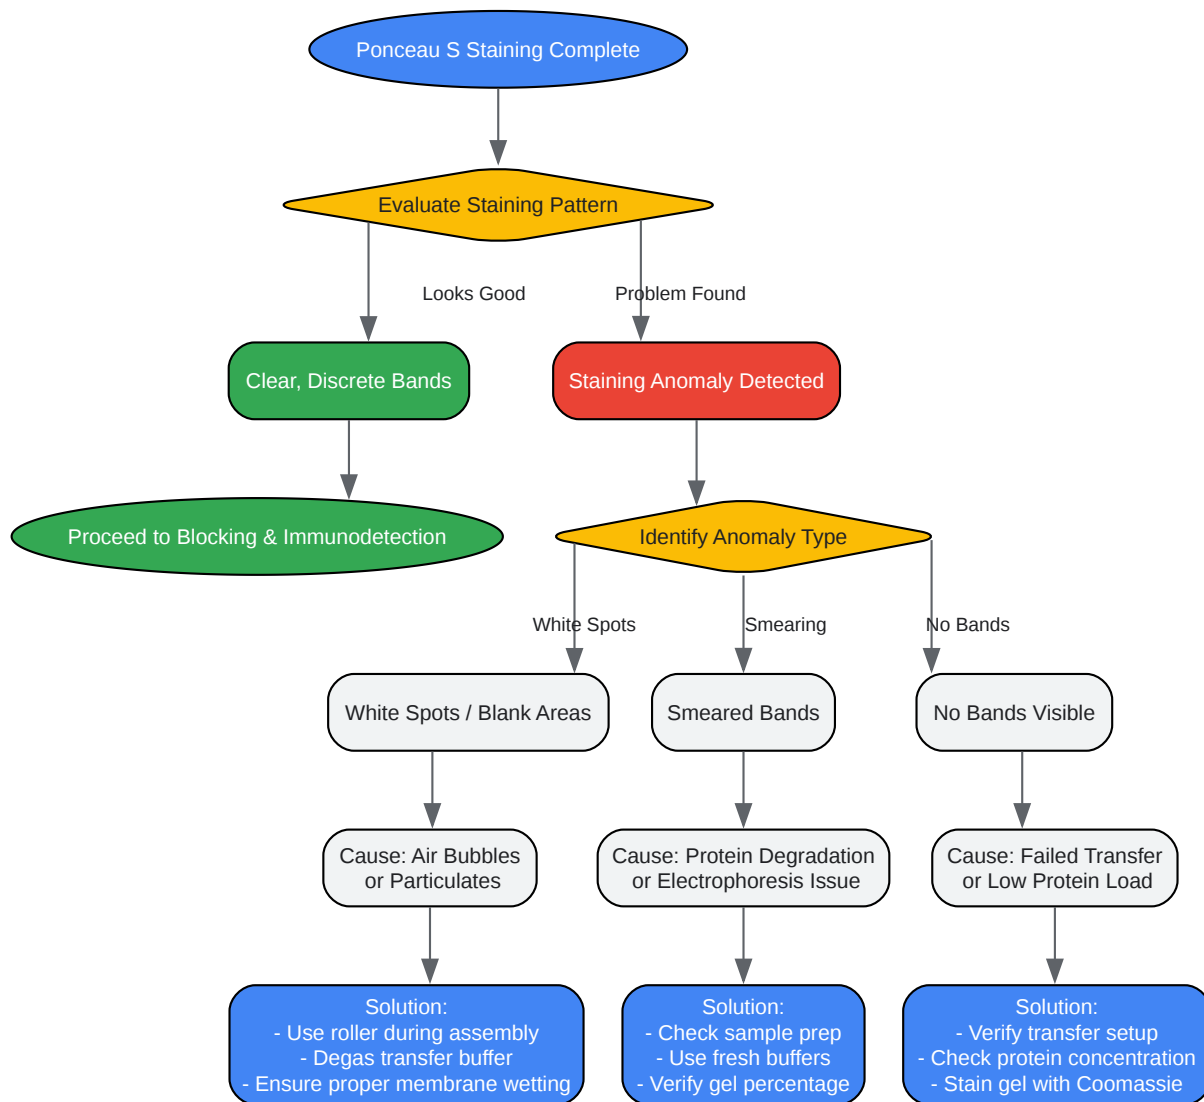 Ponceau S Staining Complete
Evaluate Staining Pattern
Looks Good
Problem Found
Clear, Discrete Bands
Staining Anomaly Detected
Proceed to Blocking & Immunodetection
Identify Anomaly Type
White Spots
Smearing
No Bands
White Spots / Blank Areas
Smeared Bands
No Bands Visible
Cause: Air Bubbles
or Particulates
Cause: Protein Degradation
or Electrophoresis Issue
Cause: Failed Transfer
or Low Protein Load
Solution:
- Use roller during assembly
- Degas transfer buffer
- Ensure proper membrane wetting
Solution:
- Check sample prep
- Use fresh buffers
- Verify gel percentage
Solution:
- Verify transfer setup
- Check protein concentration
- Stain gel with Coomassie